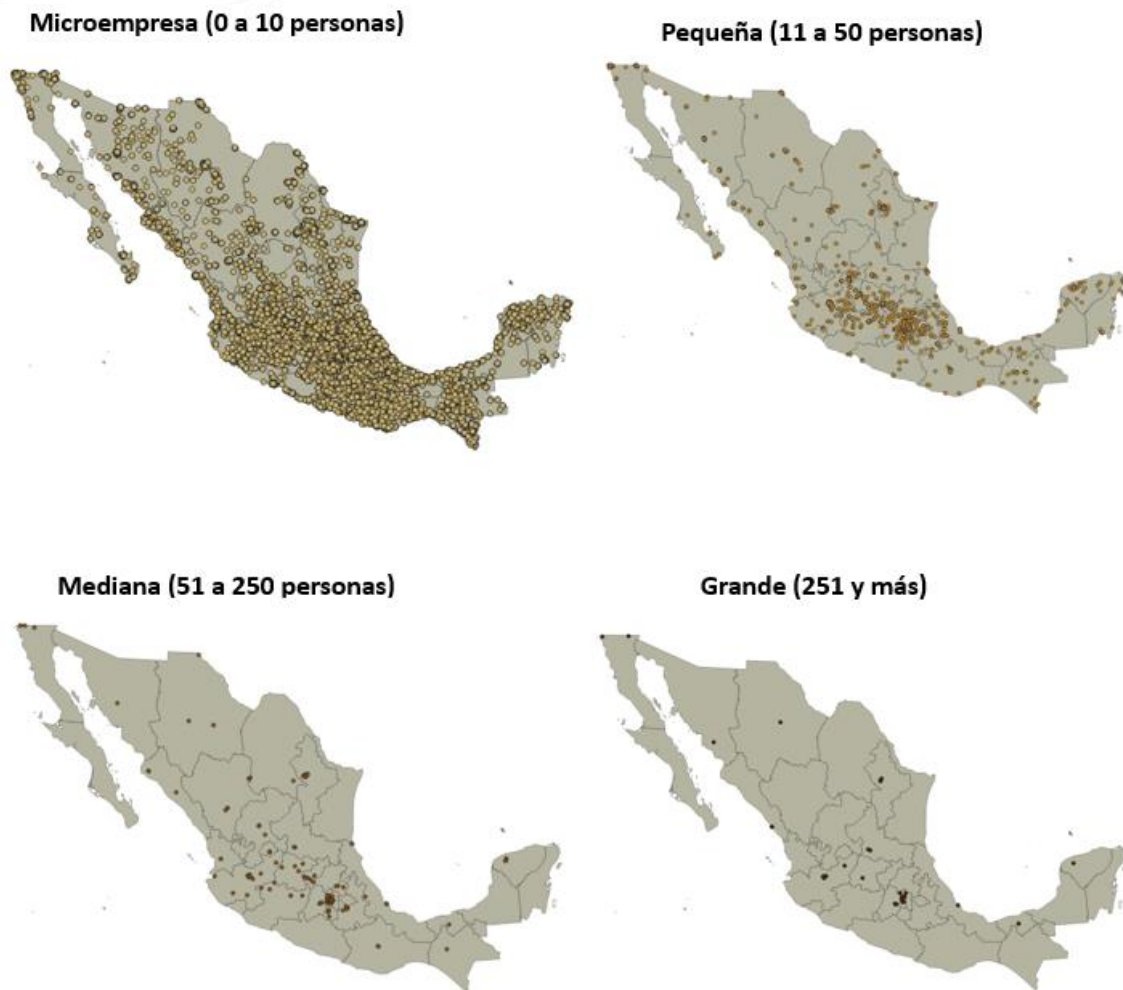 Microempresa (0 a 10 personas)
Pequeña (11 a 50 personas)
Mediana (51 a 250 personas)
Grande (251 y más)